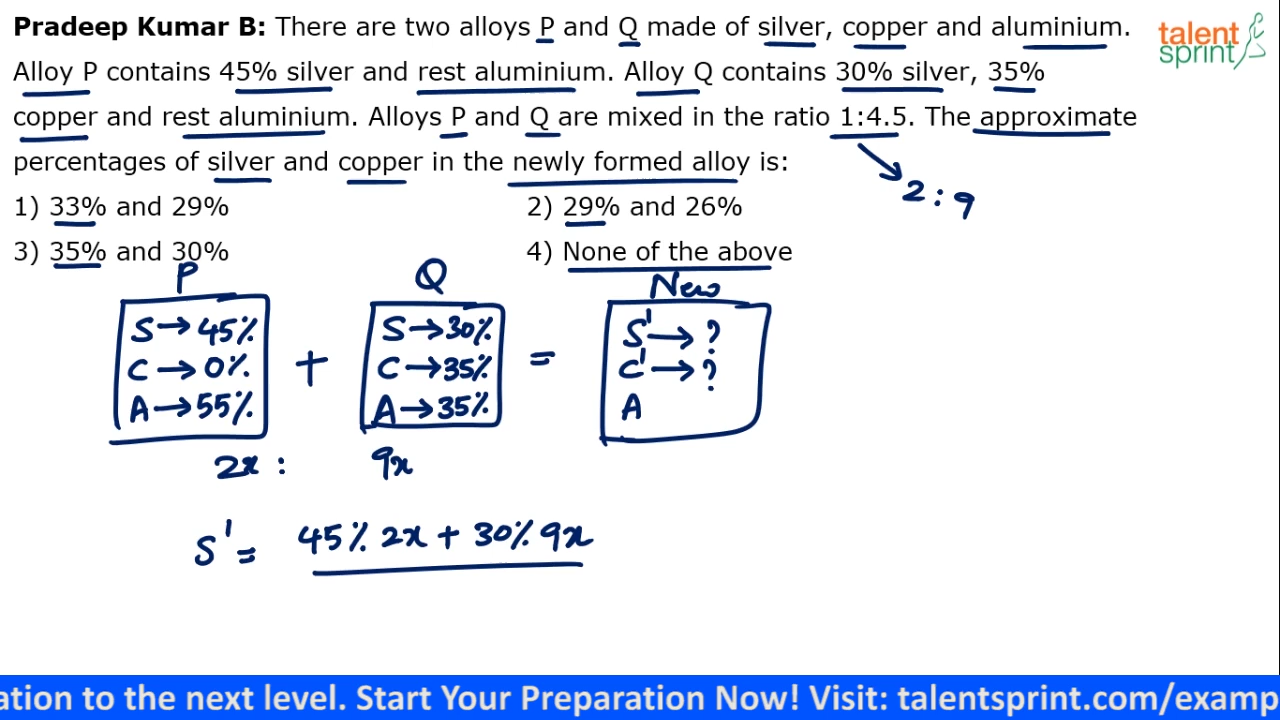 Pradeep Kumar B: There are two alloys P and Q made of silver, copper and aluminium.
talent
sprint
Alloy P contains 45% silver and rest aluminium. Alloy Q contains 30% silver, 35%
copper and rest aluminium. Alloys P and Q are mixed in the ratio 1:4.5. The approximate
percentages of silver and copper in the newly formed alloy is:
2:9
1) 33% and 29%
2) 29% and 26%
3) 35% and 30%
4) None of the above
P
Q
New
S→45%
C→0%
A→55%
+
S→30%
C→35%
A→35%
=
S'→?
C'→?
A
2x : 9x
S' = 45% 2x + 30% 9x
ation to the next level. Start Your Preparation Now! Visit: talentsprint.com/examp